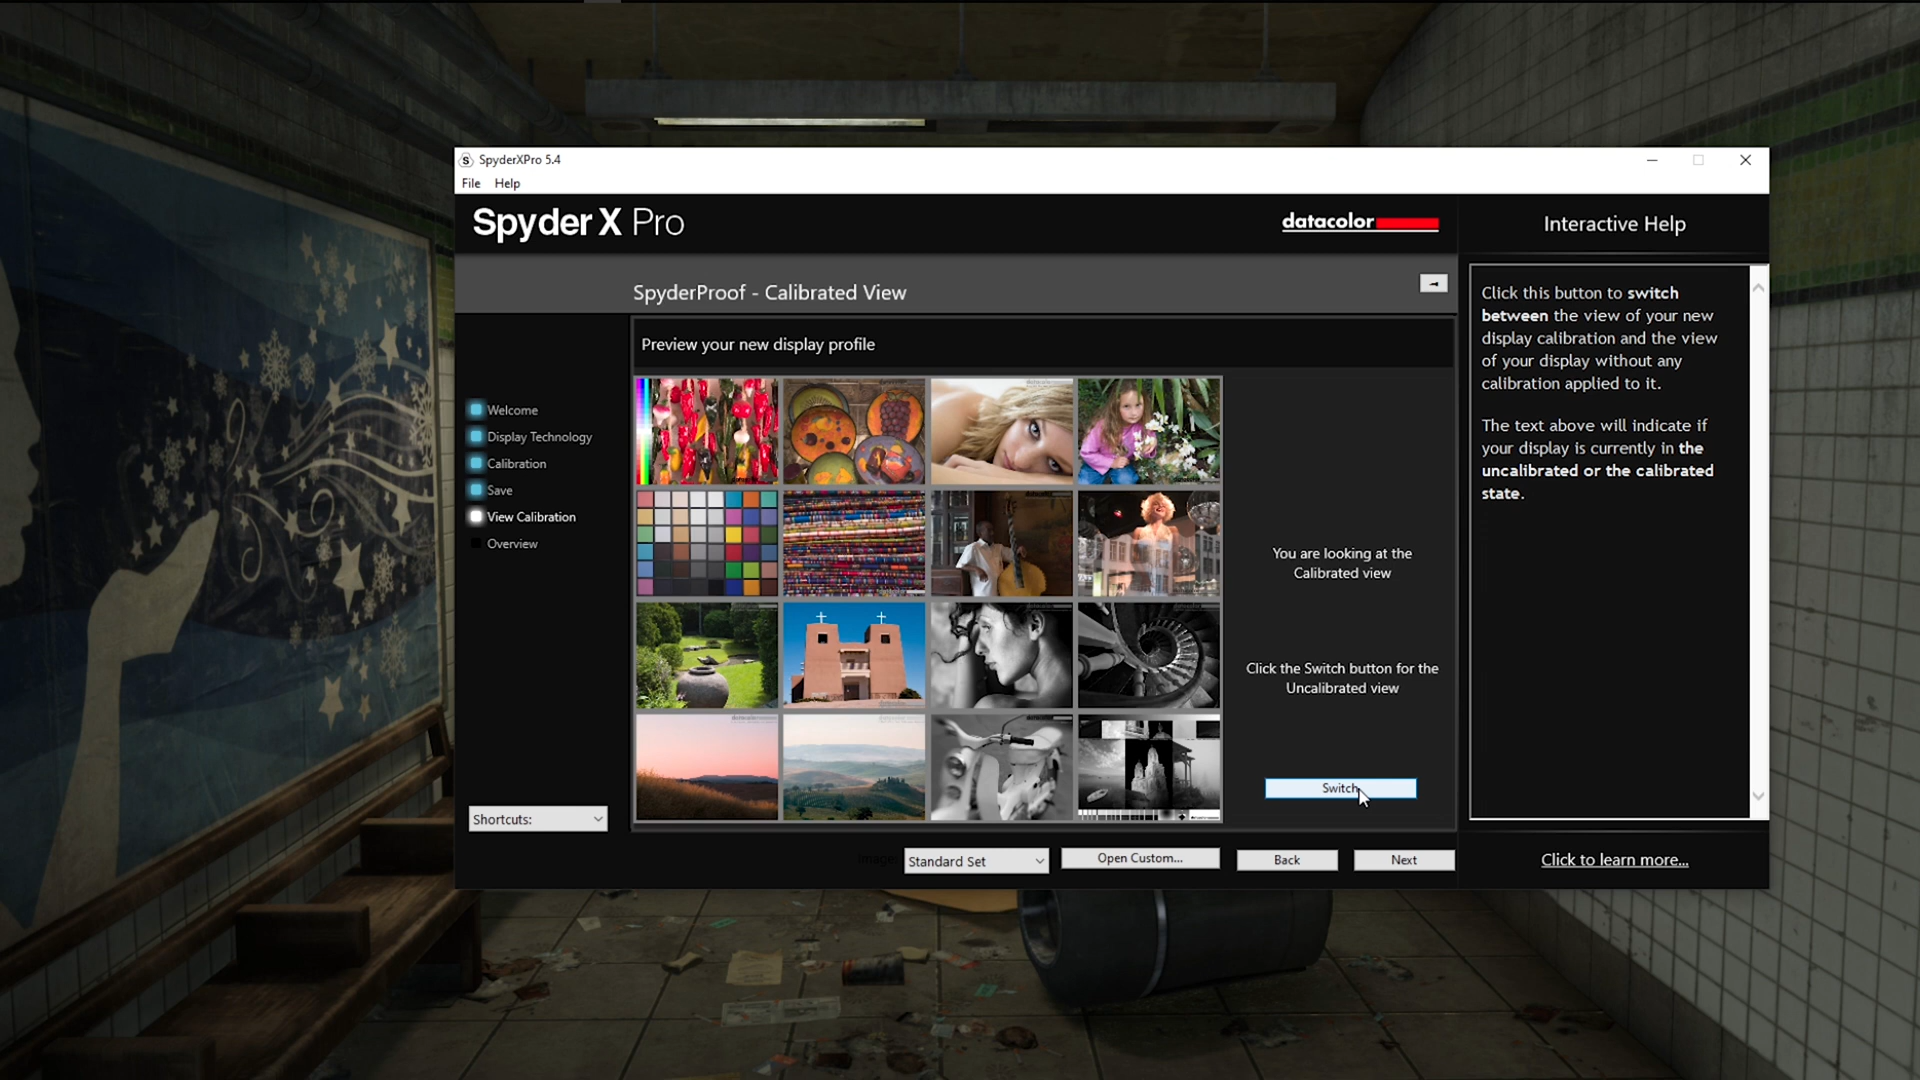 SpyderXPro 5.4
File Help
Spyder X Pro
datacolor
Interactive Help
SpyderProof - Calibrated View
Preview your new display profile
Welcome
Display Technology
Calibration
Save
View Calibration
Overview
Shortcuts:
You are looking at the
Calibrated view
Click the Switch button for the
Uncalibrated view
Switch
Image:
Standard Set
Open Custom...
Back
Next
Click this button to switch
between the view of your new
display calibration and the view
of your display without any
calibration applied to it.
The text above will indicate if
your display is currently in the
uncalibrated or the calibrated
state.
Click to learn more...